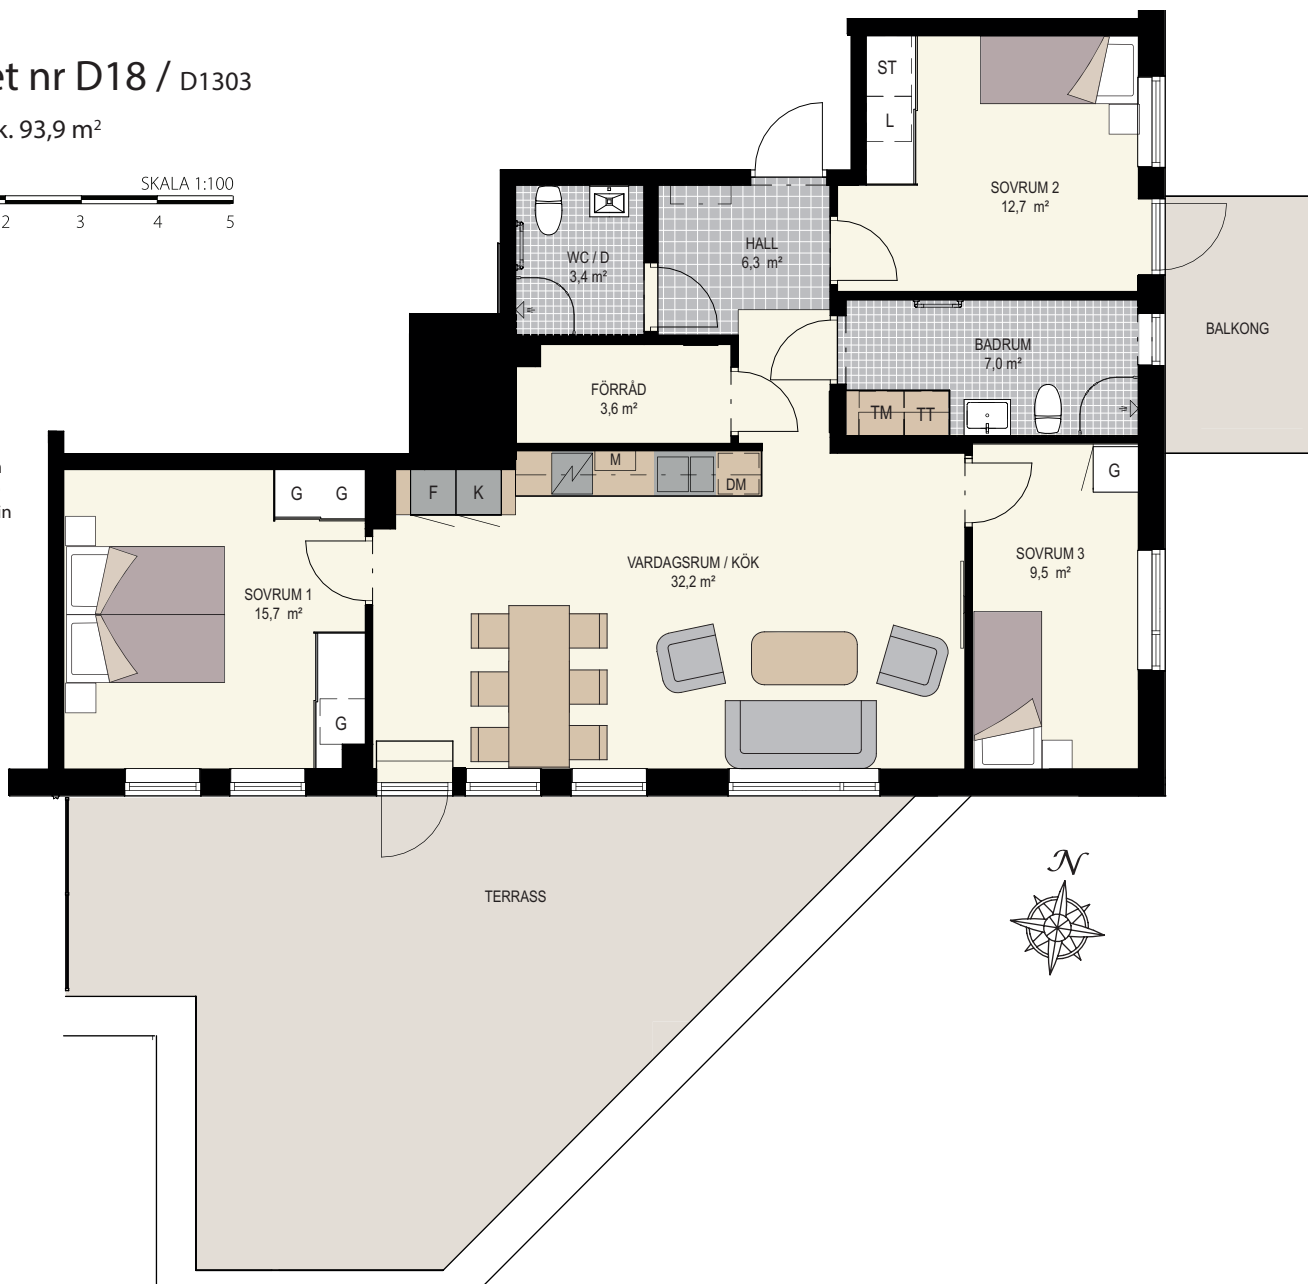 et nr D18 / D1303
k. 93,9 m²
SKALA 1:100
2 3 4 5
ST
L
SOVRUM 2
12,7 m²
WC / D
3,4 m²
HALL
6,3 m²
BALKONG
BADRUM
7,0 m²
TM TT
FÖRRÅD
3,6 m²
M
DM
F K
G G
G
in
VARDAGSRUM / KÖK
32,2 m²
SOVRUM 3
9,5 m²
SOVRUM 1
15,7 m²
G
TERRASS
N